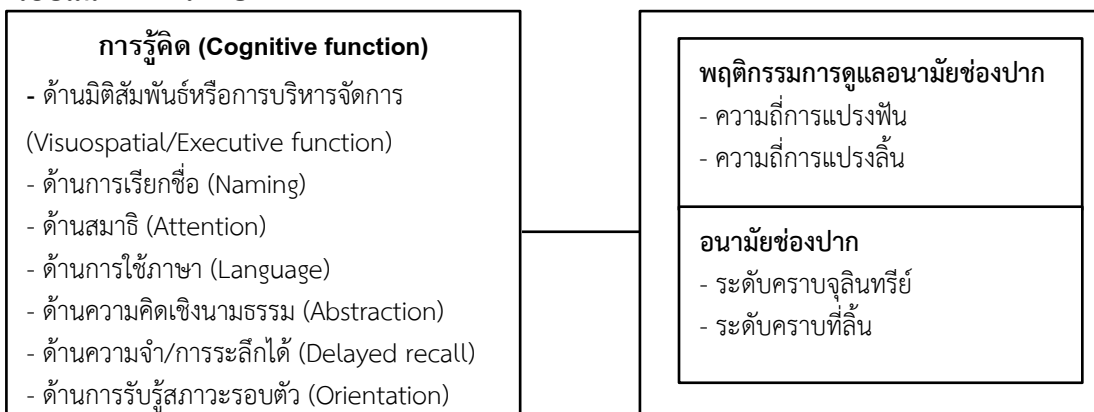 การรู้คิด (Cognitive function)
- ด้านมิติสัมพันธ์หรือการบริหารจัดการ
(Visuospatial/Executive function)
- ด้านการเรียกชื่อ (Naming)
- ด้านสมาธิ (Attention)
- ด้านการใช้ภาษา (Language)
- ด้านความคิดเชิงนามธรรม (Abstraction)
- ด้านความจำ/การระลึกได้ (Delayed recall)
- ด้านการรับรู้สภาวะรอบตัว (Orientation)
พฤติกรรมการดูแลอนามัยช่องปาก
- ความถี่การแปรงฟัน
- ความถี่การแปรงลิ้น
อนามัยช่องปาก
- ระดับคราบจุลินทรีย์
- ระดับคราบที่ลิ้น